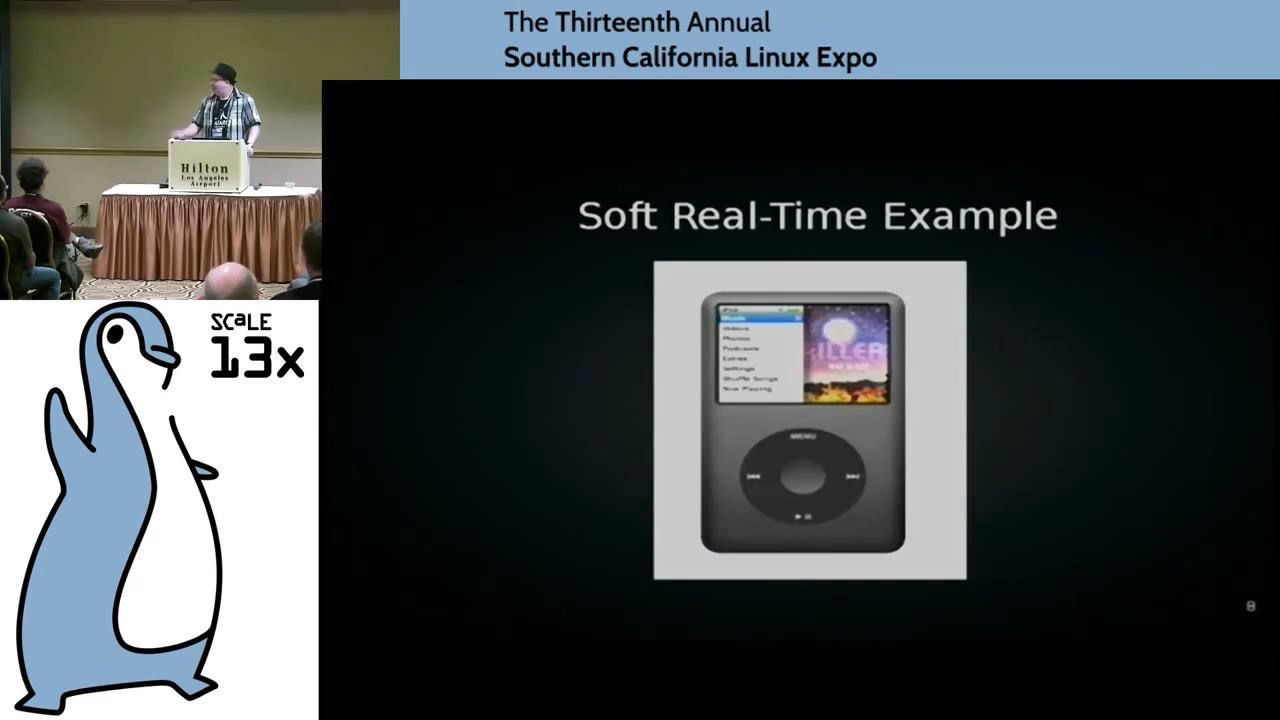 The Thirteenth Annual
Southern California Linux Expo
Hilton
Los Angeles
Airport
SCaLE
13x
Soft Real-Time Example
iPod
Music
Videos
Photos
Podcasts
Extras
Settings
Shuffle Songs
Now Playing
MENU
8